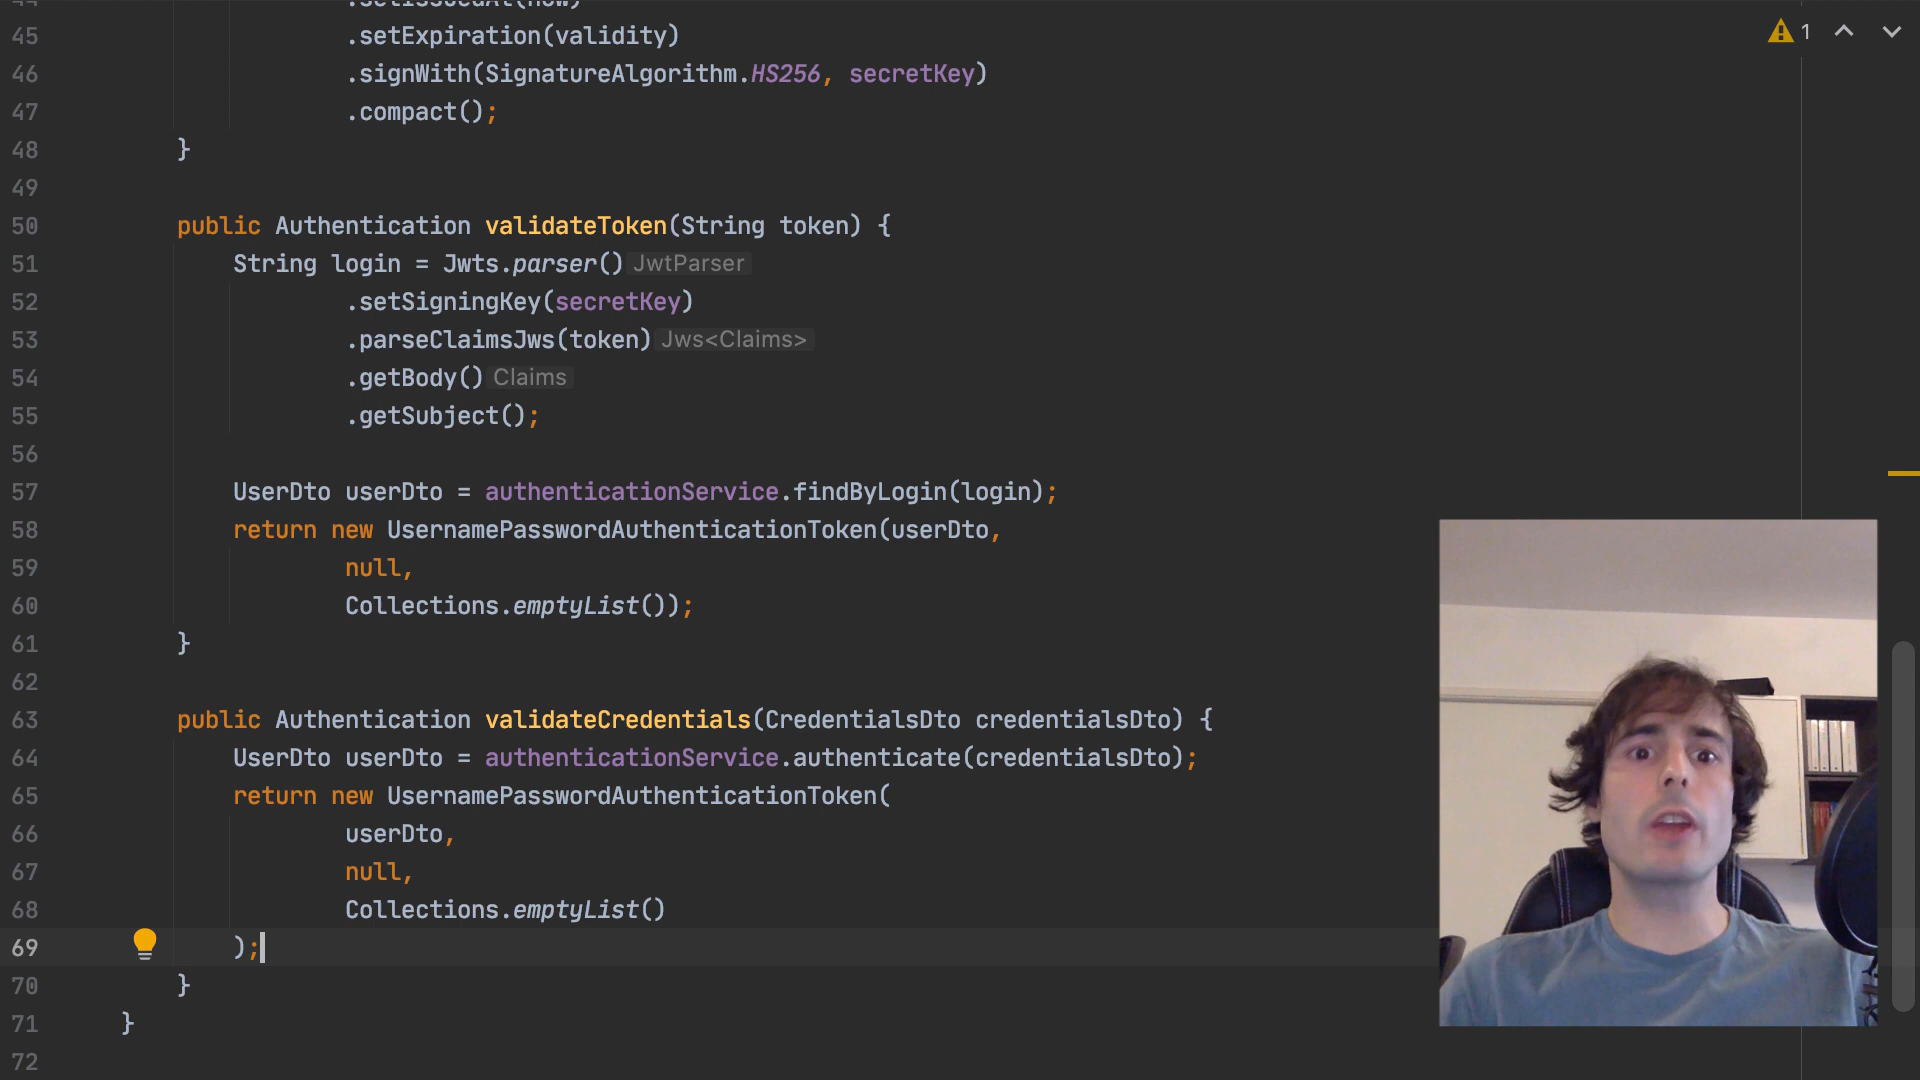 44 .setIssuedAt(now)
1
45 .setExpiration(validity)
46 .signWith(SignatureAlgorithm.HS256, secretKey)
47 .compact();
48 }
49
50 public Authentication validateToken(String token) {
51 String login = Jwts.parser() JwtParser
52 .setSigningKey(secretKey)
53 .parseClaimsJws(token) Jws<Claims>
54 .getBody() Claims
55 .getSubject();
56
57 UserDto userDto = authenticationService.findByLogin(login);
58 return new UsernamePasswordAuthenticationToken(userDto,
59 null,
60 Collections.emptyList());
61 }
62
63 public Authentication validateCredentials(CredentialsDto credentialsDto) {
64 UserDto userDto = authenticationService.authenticate(credentialsDto);
65 return new UsernamePasswordAuthenticationToken(
66 userDto,
67 null,
68 Collections.emptyList()
69 );
70 }
71 }
72